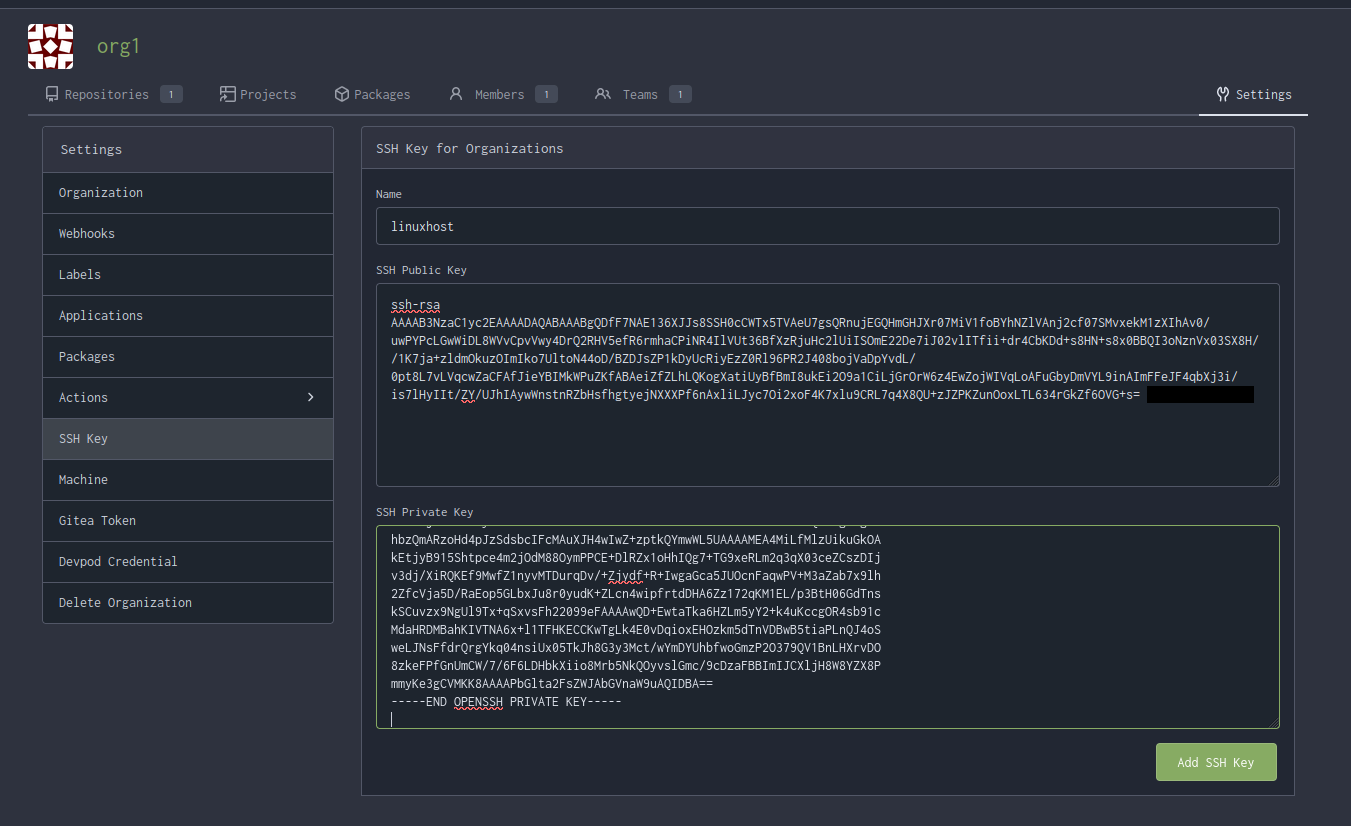 org1
Repositories 1
Projects
Packages
Members 1
Teams 1
Settings
Settings
Organization
Webhooks
Labels
Applications
Packages
Actions
SSH Key
Machine
Gitea Token
Devpod Credential
Delete Organization
SSH Key for Organizations
Name
linuxhost
SSH Public Key
ssh-rsa
AAAAB3NzaC1yc2EAAAADAQABAAABgQDfF7NAE136XJJs8SSH0cCWTx5TVAeU7gsQRnujEGQHmGHJXr07MiV1foBYhNZlVAnj2cf07SMvxekM1zXIhAv0/
uwPYPcLGwWiDL8WVvCpvVwy4DrQ2RHV5efR6rmhaCPiNR4IlVUt36BfXzRjuHc2lUiISOmE22De7iJ02vlITfii+dr4CbKDd+s8HN+s8x0BBQI3oNznVx03SX8H/
/1K7ja+zldmOkuzOImIko7UltoN44oD/BZDJsZP1kDyUcRiyEzZ0Rl96PR2J408bojVaDpYvdL/
0pt8L7vLVqcwZaCFAfJieYBIMkWPuZKfABAeiZfZLhLQKogXatiUyBfBmI8ukEi2O9a1CiLjGrOrW6z4EwZojWIVqLoAFuGbyDmVYL9inAImFFeJF4qbXj3i/
is7lHyIIt/ZY/UJhIAywWnstnRZbHsfhgtyejNXXXPf6nAxliLJyc7Oi2xoF4K7xlu9CRL7q4X8QU+zJZPKZunOoxLTL634rGkZf6OVG+s=
SSH Private Key
hbzQmARzoHd4pJzSdsbcIFcMAuXJH4wIwZ+zptkQYmwWL5UAAAAMEA4MiLfMlzUikuGkOA
kEtjyB915Shtpce4m2jOdM88OymPPCE+DlRZx1oHhIQg7+TG9xeRLm2q3qX03ceZCszDIj
v3dj/XiRQKEf9MwfZ1nyvMTDurqDv/+Zjydf+R+IwgaGca5JUOcnFaqwPV+M3aZab7x9lh
2ZfcVja5D/RaEop5GLbxJu8r0yudK+ZLcn4wipfrtdDHA6Zz172qKM1EL/p3BtH06GdTns
kSCuvzx9NgUl9Tx+qSxvsFh22099eFAAAAwQD+EwtaTka6HZLm5yY2+k4uKccgOR4sb91c
MdaHRDMBahKIVTNA6x+l1TFHKECCKwTgLk4E0vDqioxEHOzkm5dTnVDBwB5tiaPLnQJ4oS
weLJNsFfdrQrgYkq04nsiUx05TkJh8G3y3Mct/wYmDYUhbfwoGmzP2O379QV1BnLHXrvDO
8zkeFPfGnUmCW/7/6F6LDHbkXiio8Mrb5NkQOyvslGmc/9cDzaFBBImIJCXljH8W8YZX8P
mmyKe3gCVMKK8AAAAPbGlta2FsZWJAbGVnaW9uAQIDBA==
-----END OPENSSH PRIVATE KEY-----
Add SSH Key